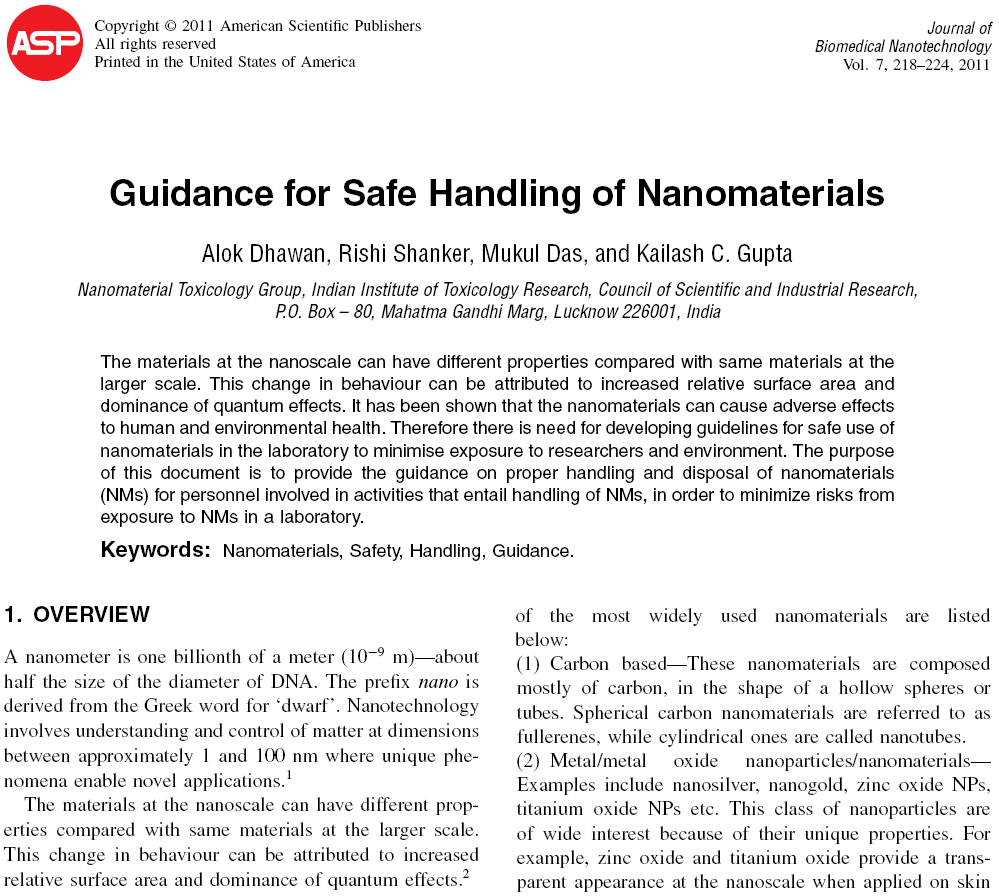 ASP
Copyright © 2011 American Scientific Publishers
All rights reserved
Printed in the United States of America
Journal of
Biomedical Nanotechnology
Vol. 7, 218–224, 2011
Guidance for Safe Handling of Nanomaterials
Alok Dhawan, Rishi Shanker, Mukul Das, and Kailash C. Gupta
Nanomaterial Toxicology Group, Indian Institute of Toxicology Research, Council of Scientific and Industrial Research,
P.O. Box – 80, Mahatma Gandhi Marg, Lucknow 226001, India
The materials at the nanoscale can have different properties compared with same materials at the
larger scale. This change in behaviour can be attributed to increased relative surface area and
dominance of quantum effects. It has been shown that the nanomaterials can cause adverse effects
to human and environmental health. Therefore there is need for developing guidelines for safe use of
nanomaterials in the laboratory to minimise exposure to researchers and environment. The purpose
of this document is to provide the guidance on proper handling and disposal of nanomaterials
(NMs) for personnel involved in activities that entail handling of NMs, in order to minimize risks from
exposure to NMs in a laboratory.
Keywords: Nanomaterials, Safety, Handling, Guidance.
1. OVERVIEW
A nanometer is one billionth of a meter (10⁻⁹ m)—about
half the size of the diameter of DNA. The prefix nano is
derived from the Greek word for ‘dwarf’. Nanotechnology
involves understanding and control of matter at dimensions
between approximately 1 and 100 nm where unique phe-
nomena enable novel applications.¹
The materials at the nanoscale can have different prop-
erties compared with same materials at the larger scale.
This change in behaviour can be attributed to increased
relative surface area and dominance of quantum effects.²
of the most widely used nanomaterials are listed
below:
(1) Carbon based—These nanomaterials are composed
mostly of carbon, in the shape of a hollow spheres or
tubes. Spherical carbon nanomaterials are referred to as
fullerenes, while cylindrical ones are called nanotubes.
(2) Metal/metal oxide nanoparticles/nanomaterials—
Examples include nanosilver, nanogold, zinc oxide NPs,
titanium oxide NPs etc. This class of nanoparticles are
of wide interest because of their unique properties. For
example, zinc oxide and titanium oxide provide a trans-
parent appearance at the nanoscale when applied on skin